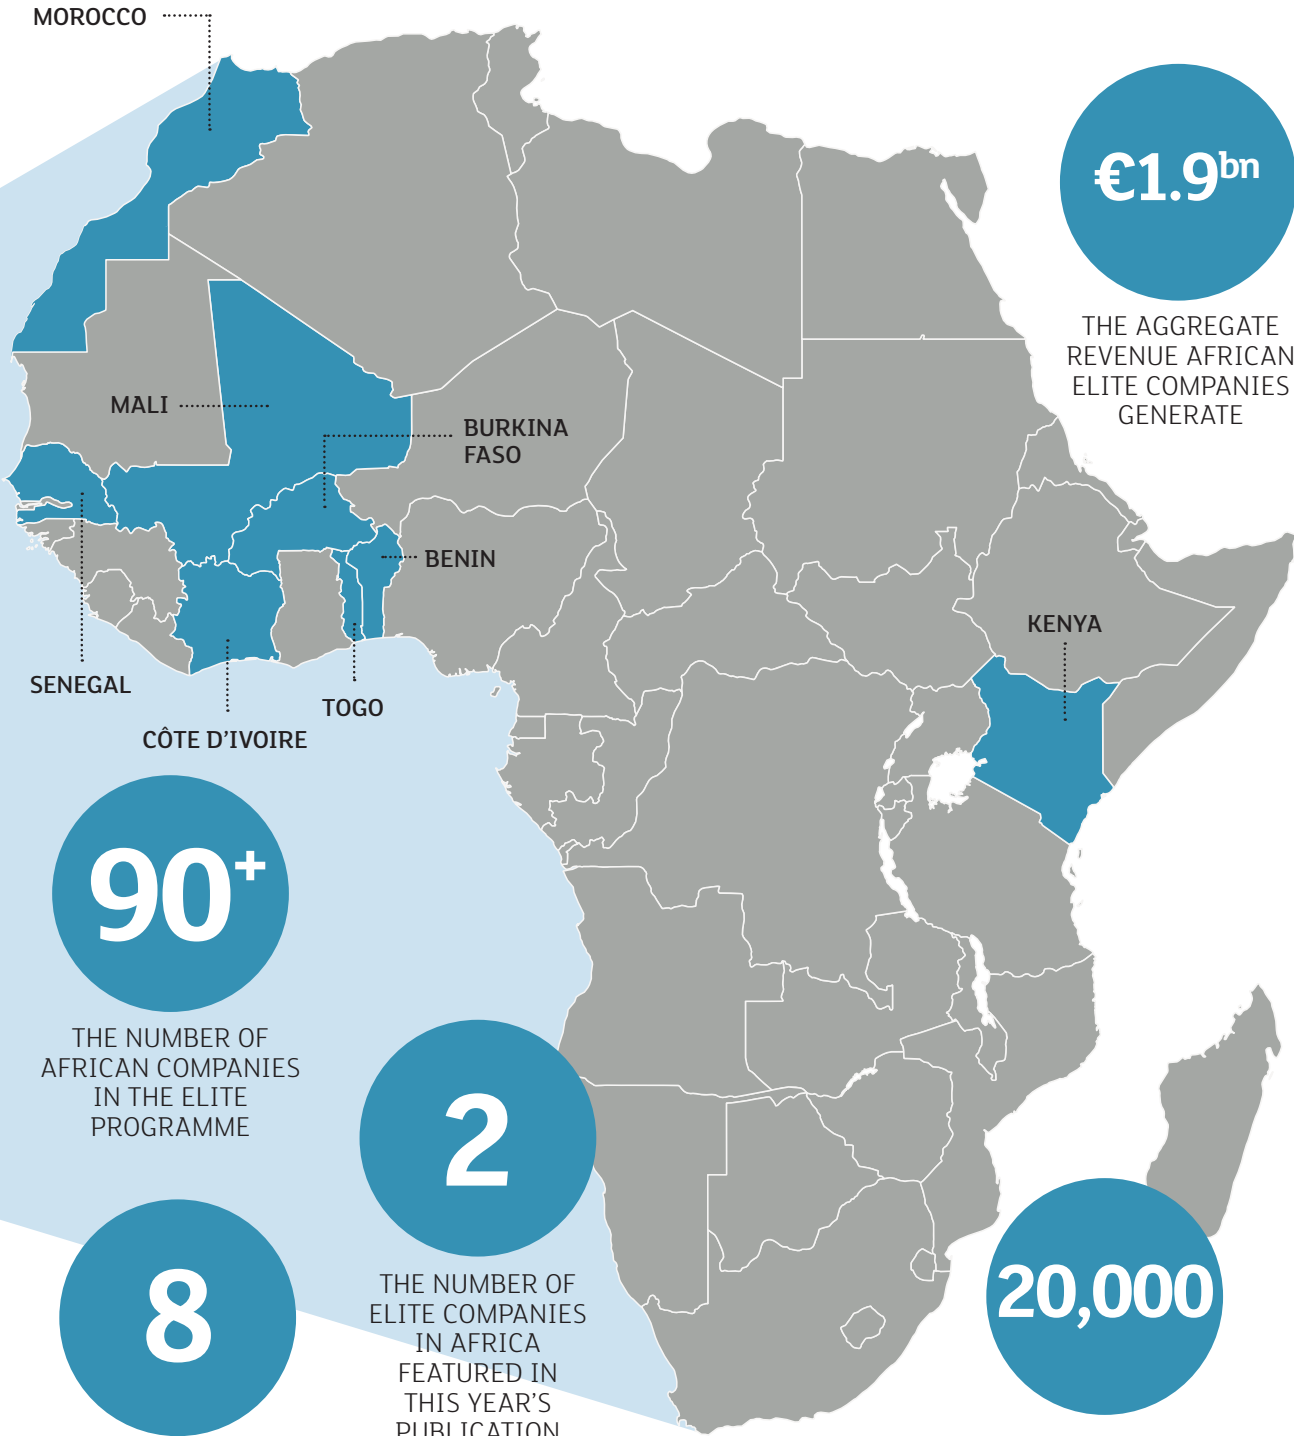 MOROCCO
€1.9bn
THE AGGREGATE
REVENUE AFRICAN
ELITE COMPANIES
GENERATE
MALI
BURKINA
FASO
BENIN
KENYA
SENEGAL
TOGO
CÔTE D'IVOIRE
90+
THE NUMBER OF
AFRICAN COMPANIES
IN THE ELITE
PROGRAMME
2
THE NUMBER OF
ELITE COMPANIES
IN AFRICA
FEATURED IN
THIS YEAR'S
PUBLICATION
8
20,000